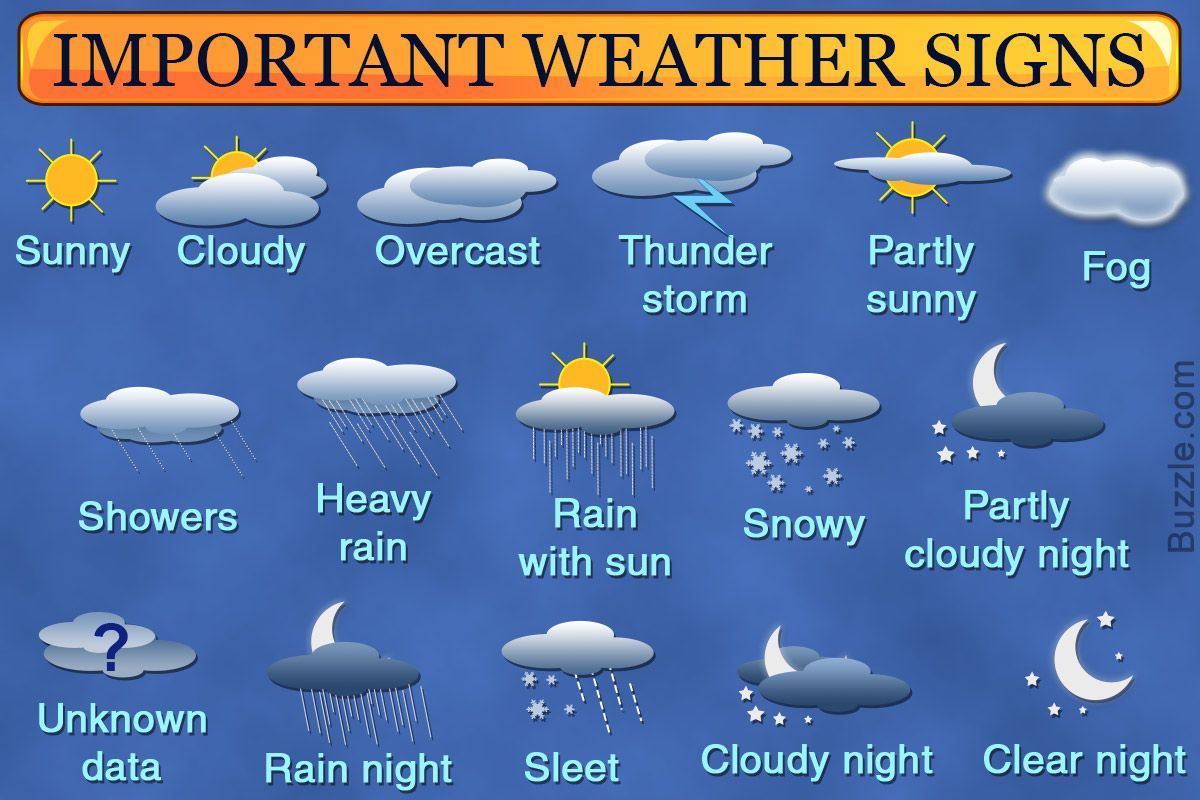 IMPORTANT WEATHER SIGNS
Sunny
Cloudy
Overcast
Thunder
storm
Partly
sunny
Fog
Showers
Heavy
rain
Rain
with sun
Snowy
Partly
cloudy night
Buzzle.com
?
Unknown
data
Rain night
Sleet
Cloudy night
Clear night